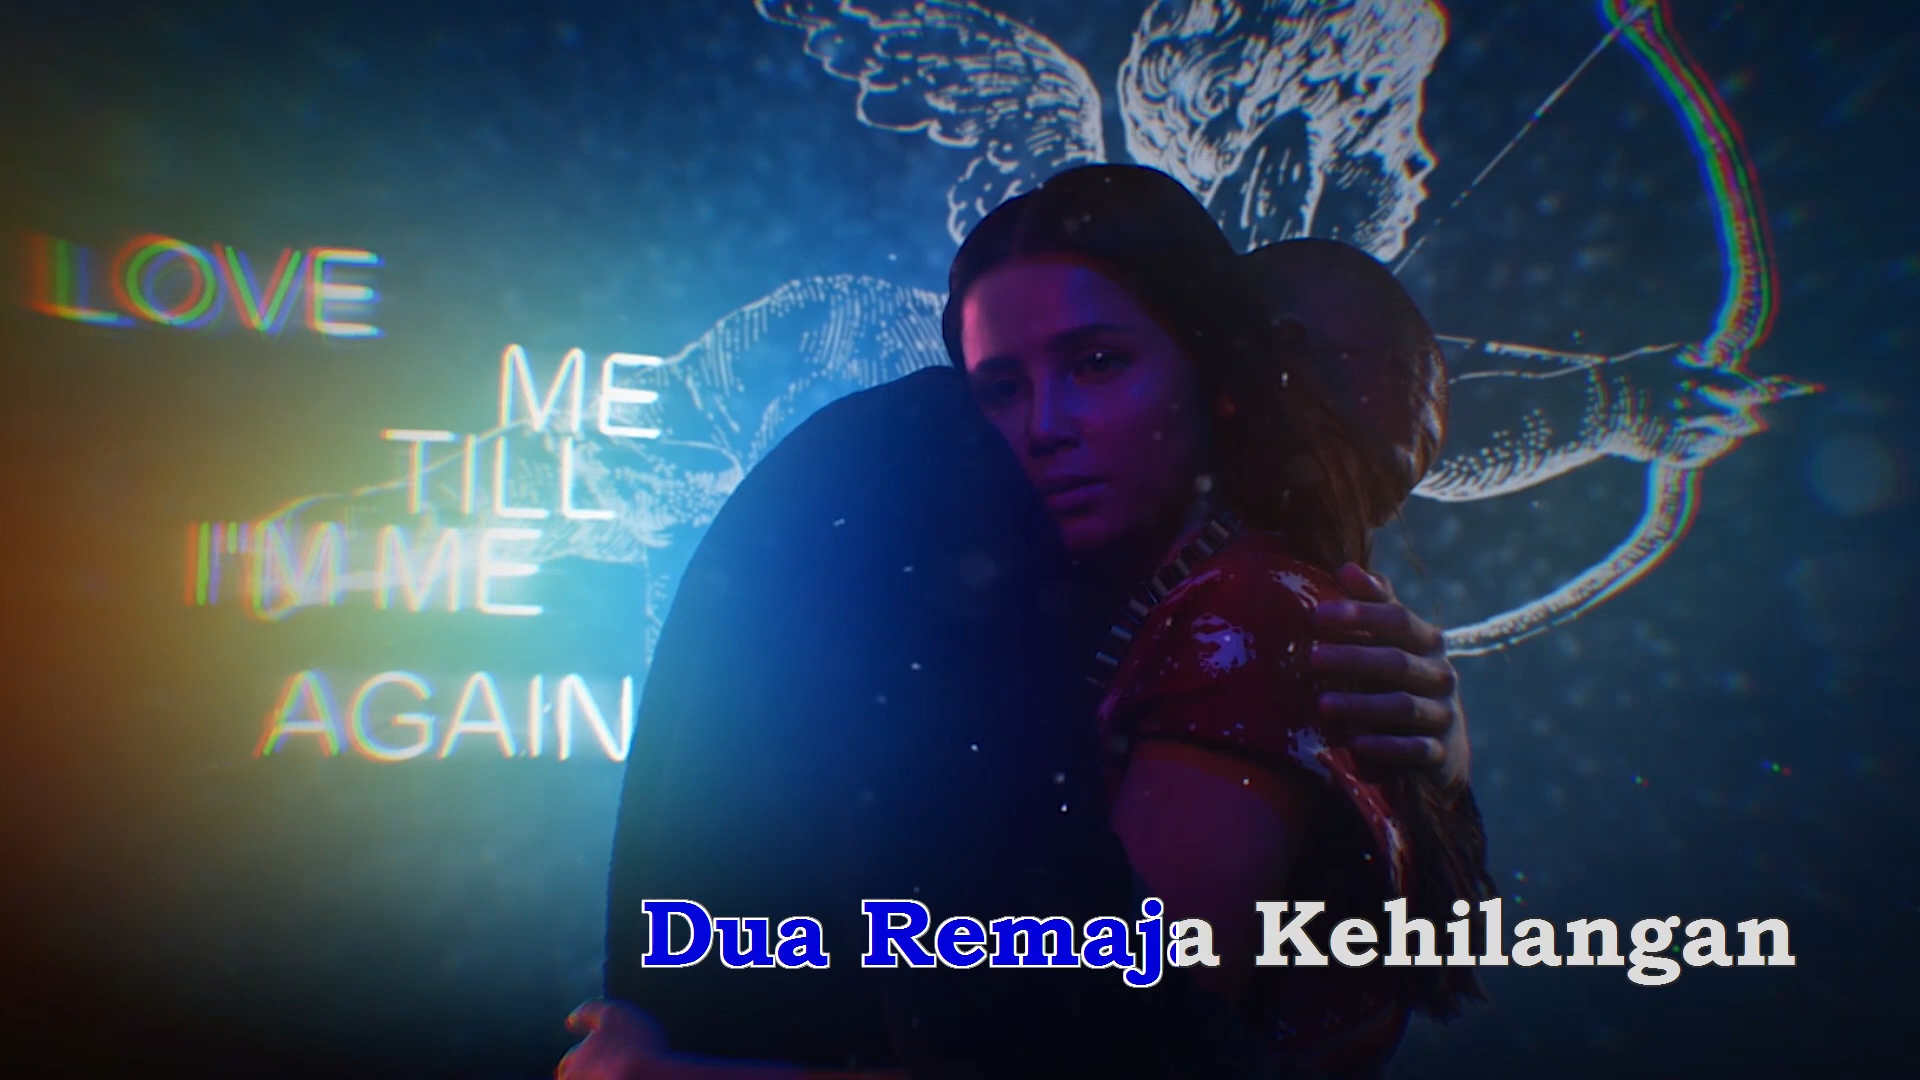 LOVE
ME
TILL
I'M ME
AGAIN
Dua Remaja Kehilangan